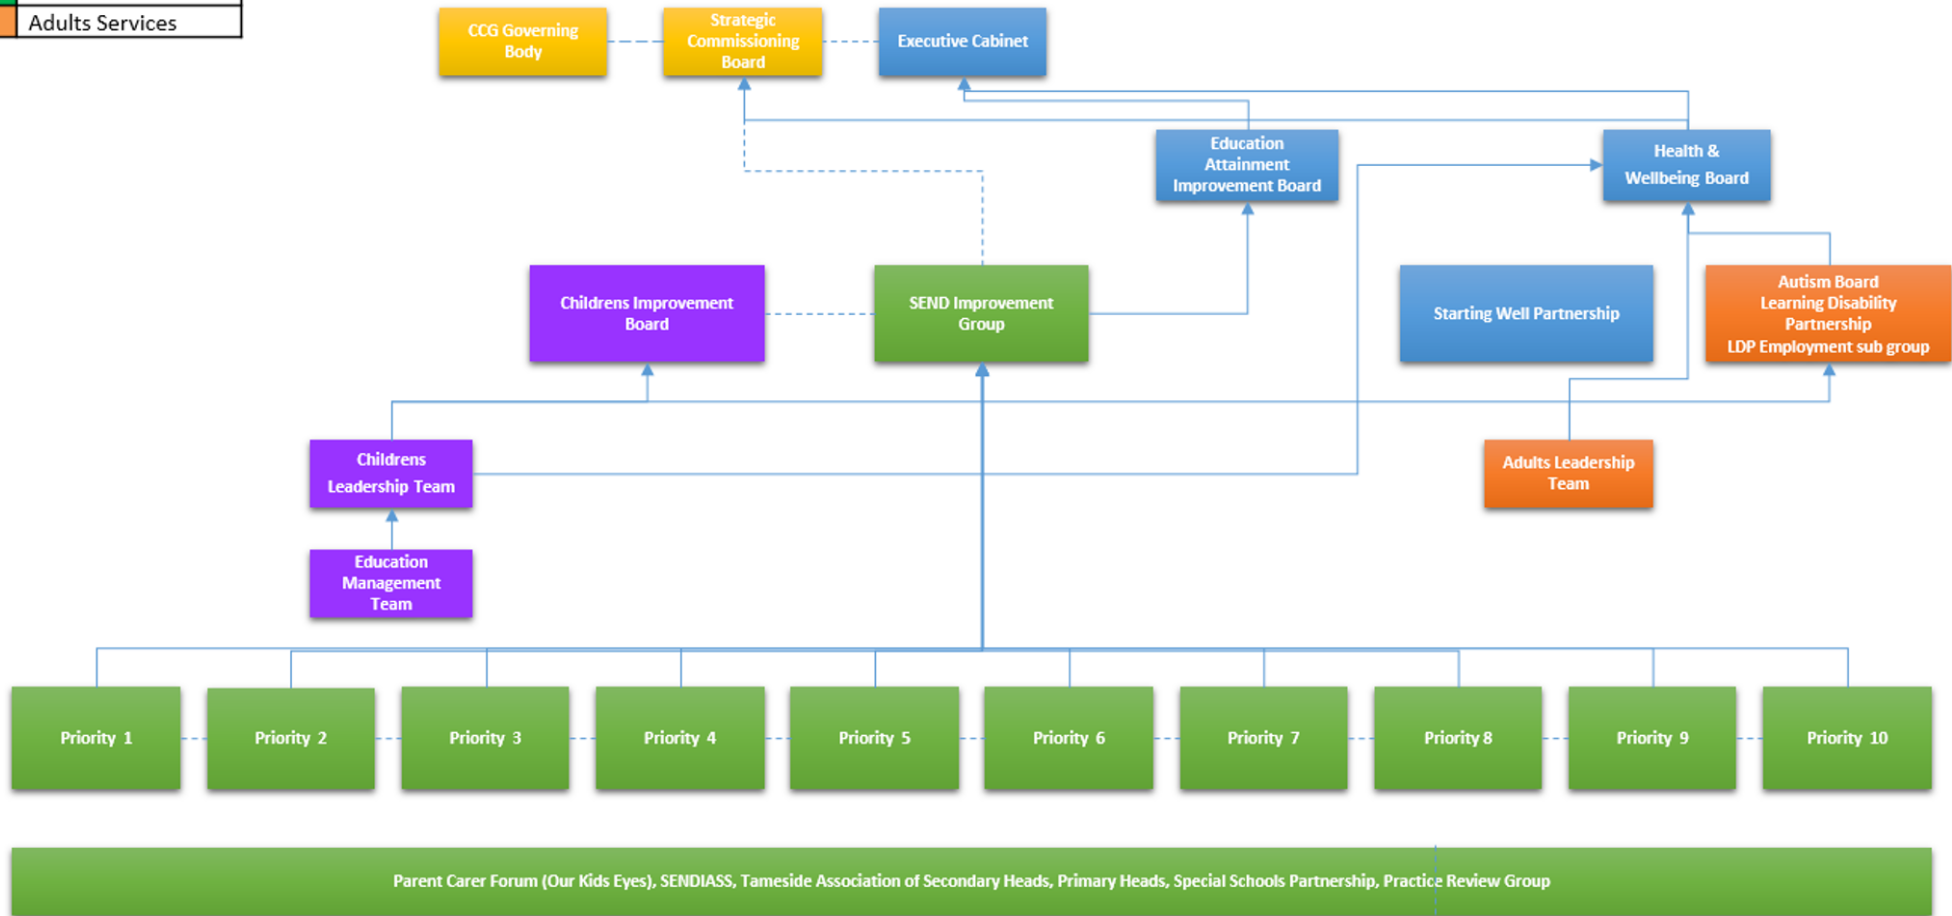 Adults Services
CCG Governing
Body
Strategic
Commissioning
Board
Executive Cabinet
Education
Attainment
Improvement Board
Health &
Wellbeing Board
Childrens Improvement
Board
SEND Improvement
Group
Starting Well Partnership
Autism Board
Learning Disability
Partnership
LDP Employment sub group
Childrens
Leadership Team
Adults Leadership
Team
Education
Management
Team
Priority 1
Priority 2
Priority 3
Priority 4
Priority 5
Priority 6
Priority 7
Priority 8
Priority 9
Priority 10
Parent Carer Forum (Our Kids Eyes), SENDIASS, Tameside Association of Secondary Heads, Primary Heads, Special Schools Partnership, Practice Review Group